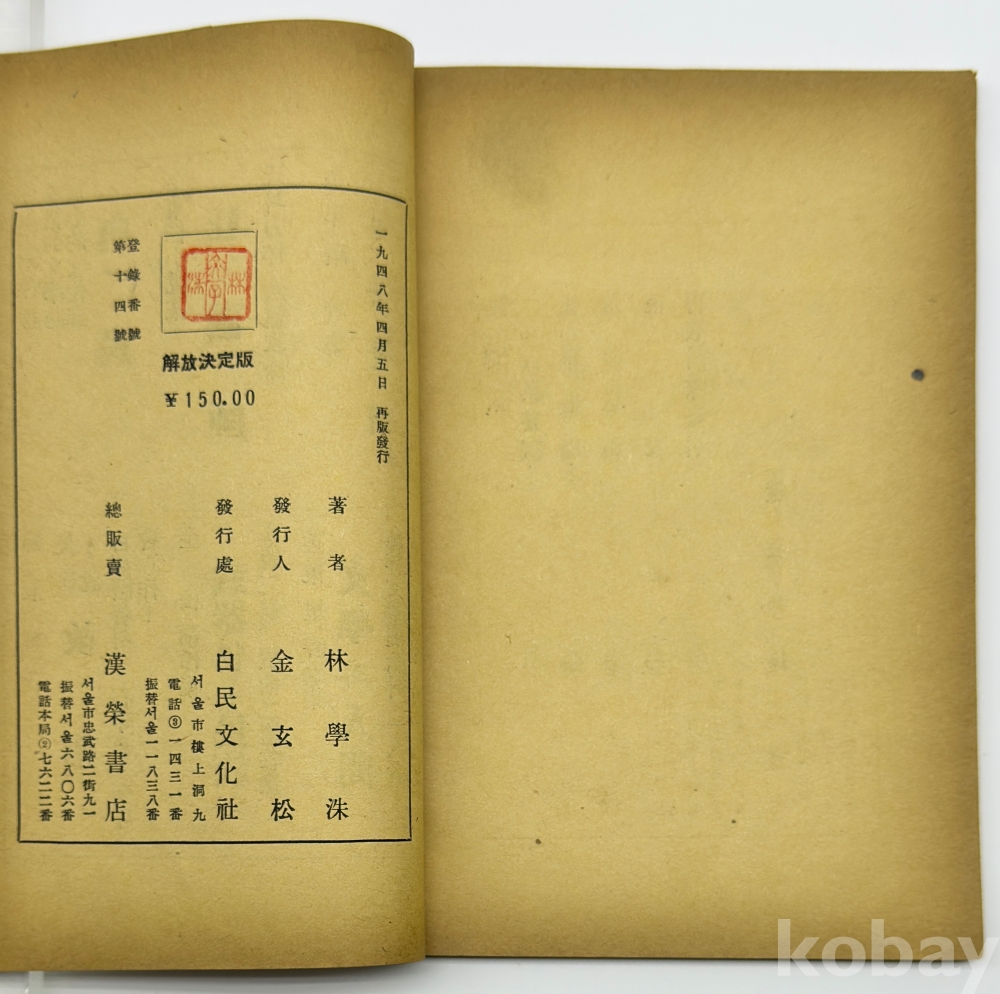 一九四八年四月五日 再版發行
著者 林學洙
發行人 金玄松
發行處 白民文化社
서울市樓上洞九
電話③一四三一番
振替서울一一八三八番
總販賣 漢榮書店
서울市忠武路二街九一
振替서울六八〇六番
電話本局②七六二二番
林學洙
解放決定版
¥150.00
登錄番號
第十四號
kobay